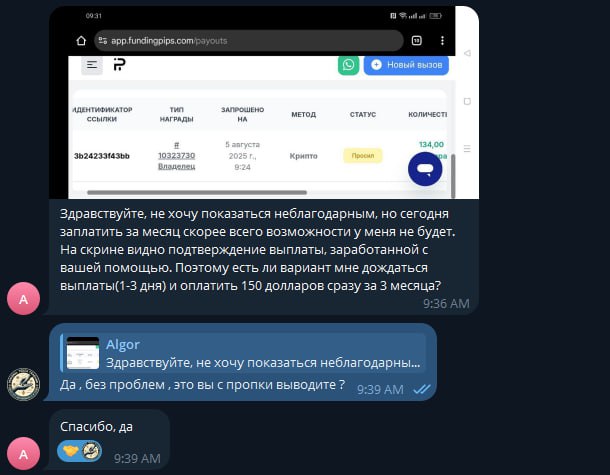 09:31
app.fundingpips.com/payouts
Новый вызов
ИДЕНТИФИКАТОР ССЫЛКИ
ТИП НАГРАДЫ
ЗАПРОШЕНО НА
МЕТОД
СТАТУС
КОЛИЧЕСТ
3b24233f43bb
# 10323730 Владелец
5 августа 2025 г., 9:24
Крипто
Просил
134,00
Здравствуйте, не хочу показаться неблагодарным, но сегодня
заплатить за месяц скорее всего возможности у меня не будет.
На скрине видно подтверждение выплаты, заработанной с
вашей помощью. Поэтому есть ли вариант мне дождаться
выплаты(1-3 дня) и оплатить 150 долларов сразу за 3 месяца?
9:36 AM
A
Algor
Здравствуйте, не хочу показаться неблагодарны...
Да , без проблем , это вы с пропки выводите ?
9:39 AM
Спасибо, да
9:39 AM
A